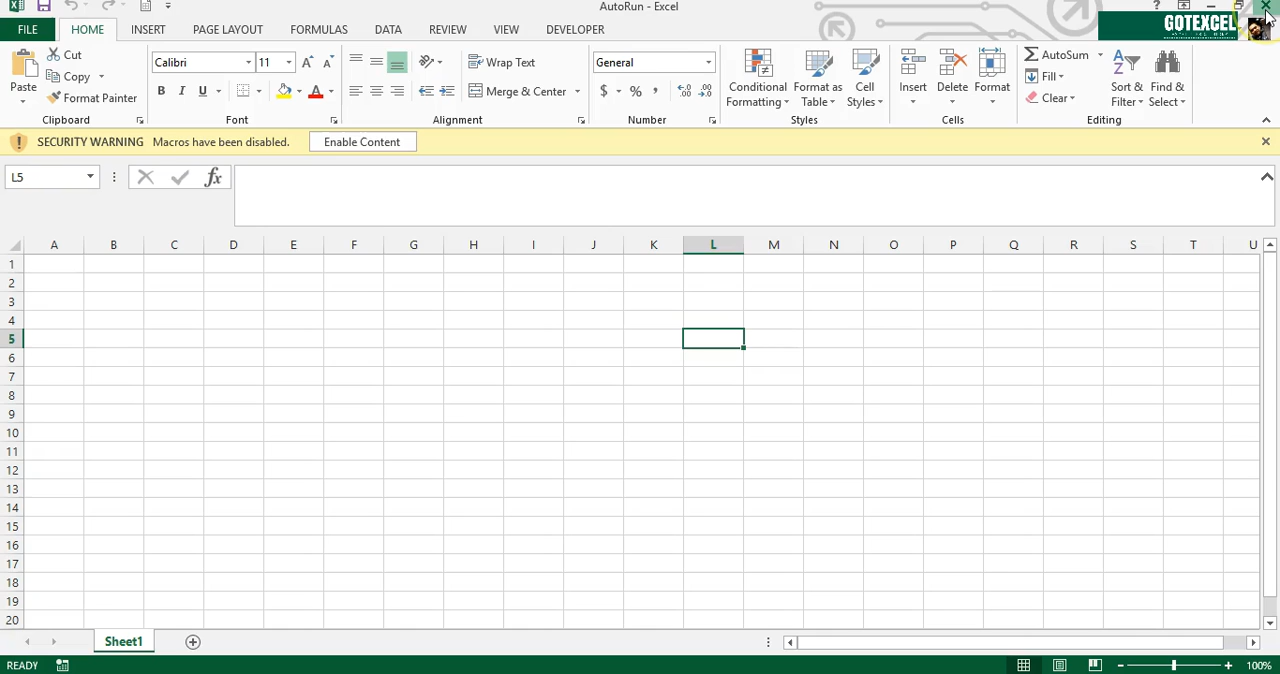 AutoRun - Excel
?
FILE HOME INSERT PAGE LAYOUT FORMULAS DATA REVIEW VIEW DEVELOPER GOTEXCEL
Cut Calibri 11 A A Wrap Text General AutoSum
Copy Fill
Paste Format Painter B I U A Merge & Center $ % , .00 Conditional Formatting Format as Table Cell Styles Insert Delete Format Clear Sort & Filter Find & Select
Clipboard Font Alignment Number Styles Cells Editing
SECURITY WARNING Macros have been disabled. Enable Content
L5 fx
A B C D E F G H I J K L M N O P Q R S T U
1
2
3
4
5
6
7
8
9
10
11
12
13
14
15
16
17
18
19
20
Sheet1
READY 100%